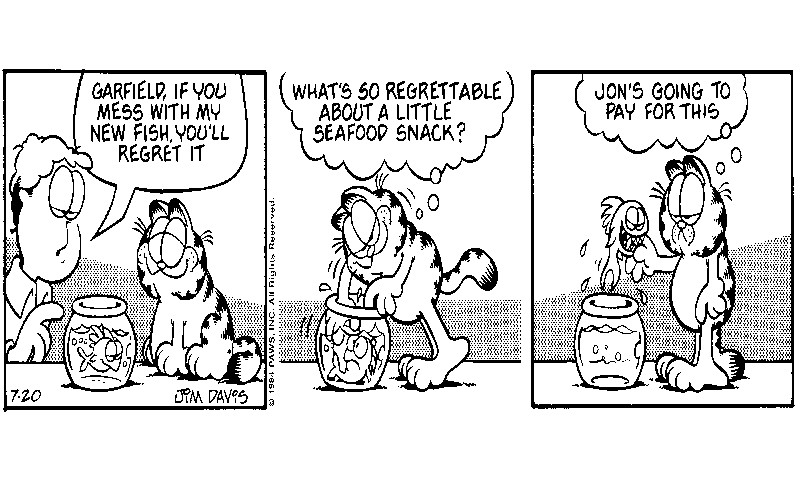 GARFIELD, IF YOU
MESS WITH MY
NEW FISH, YOU'LL
REGRET IT
7-20
JIM DAVIS
© 1984 PAWS, INC. All Rights Reserved.
WHAT'S SO REGRETTABLE
ABOUT A LITTLE
SEAFOOD SNACK?
JON'S GOING TO
PAY FOR THIS